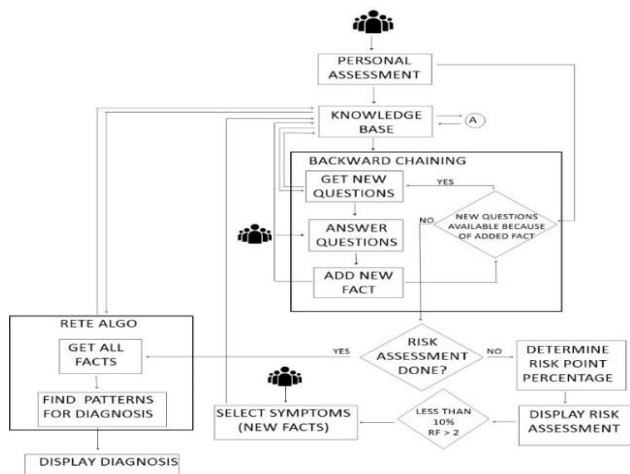 PERSONAL
ASSESSMENT
KNOWLEDGE
BASE
A
BACKWARD CHAINING
GET NEW
QUESTIONS
YES
NEW QUESTIONS
AVAILABLE BECAUSE
OF ADDED FACT
NO
ANSWER
QUESTIONS
ADD NEW
FACT
RETE ALGO
GET ALL
FACTS
FIND PATTERNS
FOR DIAGNOSIS
DISPLAY DIAGNOSIS
YES
RISK
ASSESSMENT
DONE?
NO
DETERMINE
RISK POINT
PERCENTAGE
DISPLAY RISK
ASSESSMENT
LESS THAN
10%
RF > 2
SELECT SYMPTOMS
(NEW FACTS)